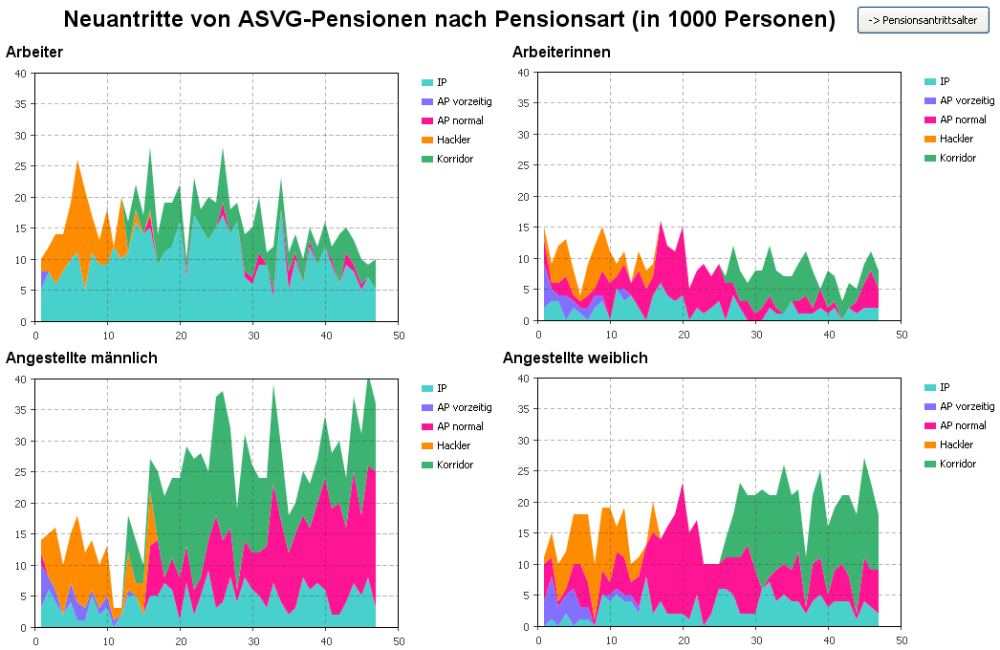 Neuantritte von ASVG-Pensionen nach Pensionsart (in 1000 Personen)
-> Pensionsantrittsalter
Arbeiter
40
35
30
25
20
15
10
5
0
0 10 20 30 40 50
IP
AP vorzeitig
AP normal
Hackler
Korridor
Arbeiterinnen
40
35
30
25
20
15
10
5
0
0 10 20 30 40 50
IP
AP vorzeitig
AP normal
Hackler
Korridor
Angestellte männlich
40
35
30
25
20
15
10
5
0
0 10 20 30 40 50
IP
AP vorzeitig
AP normal
Hackler
Korridor
Angestellte weiblich
40
35
30
25
20
15
10
5
0
0 10 20 30 40 50
IP
AP vorzeitig
AP normal
Hackler
Korridor